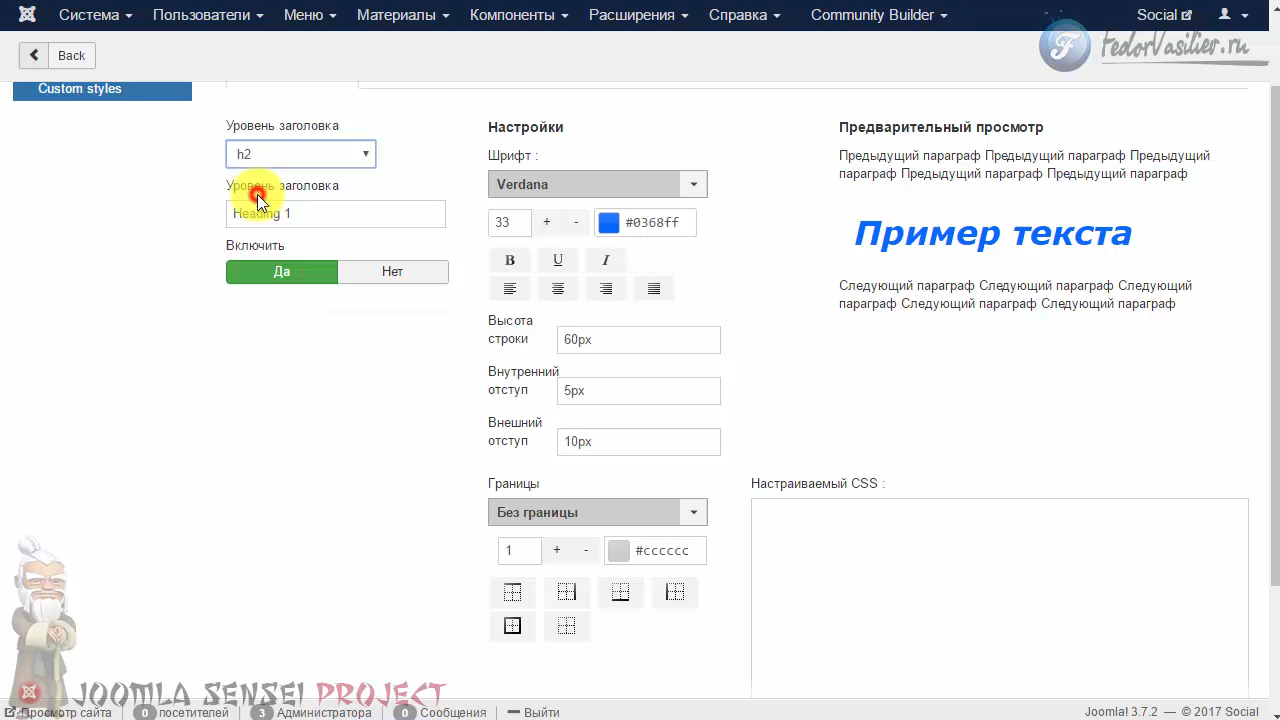 Система Пользователи Меню Материалы Компоненты Расширения Справка Community Builder Social
FedorVasilier.ru
Back
Custom styles
Уровень заголовка
h2
Уровень заголовка
Heading 1
Включить
Да Нет
Настройки
Шрифт :
Verdana
33 + - #0368ff
B U I
Высота
строки
60px
Внутренний
отступ
5px
Внешний
отступ
10px
Границы
Без границы
1 + - #cccccc
Предварительный просмотр
Предыдущий параграф Предыдущий параграф Предыдущий
параграф Предыдущий параграф Предыдущий параграф
Пример текста
Следующий параграф Следующий параграф Следующий
параграф Следующий параграф Следующий параграф
Настраиваемый CSS :
JOOMLA SENSEI PROJECT
Просмотр сайта 0 посетителей 3 Администратора 0 Сообщения Выйти
Joomla! 3.7.2 — © 2017 Social